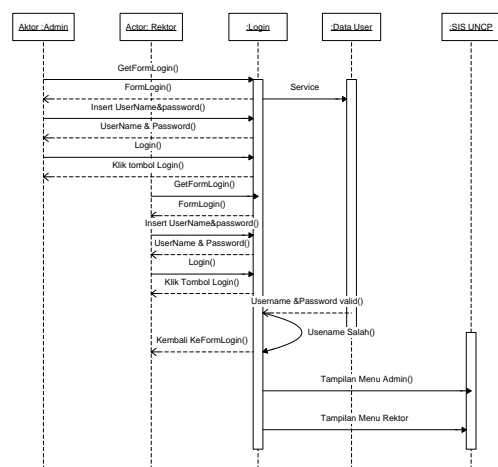 Aktor :Admin
Actor: Rektor
:Login
:Data User
:SIS UNCP
GetFormLogin()
FormLogin()
Service
Insert UserName&password()
UserName & Password()
Login()
Klik tombol Login()
GetFormLogin()
FormLogin()
Insert UserName&password()
UserName & Password()
Login()
Klik Tombol Login()
Username &Password valid()
Usename Salah()
Kembali KeFormLogin()
Tampilan Menu Admin()
Tampilan Menu Rektor